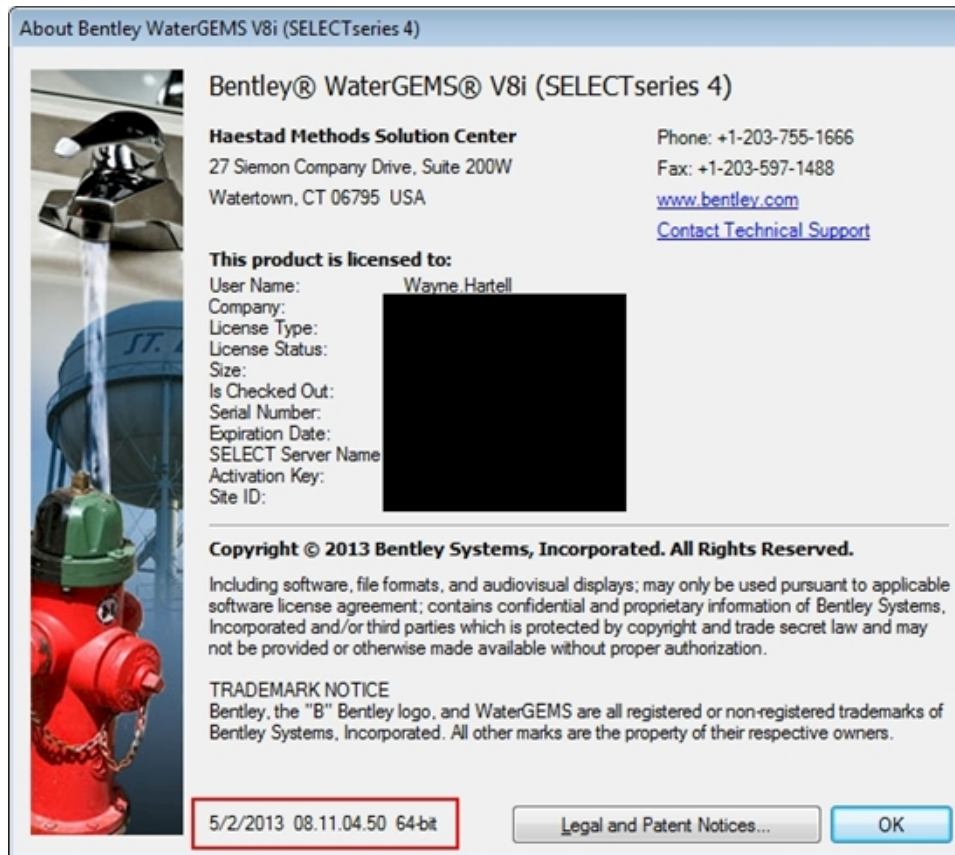 About Bentley WaterGEMS V8i (SELECTseries 4)
Bentley® WaterGEMS® V8i (SELECTseries 4)
Haestad Methods Solution Center
27 Siemon Company Drive, Suite 200W
Watertown, CT 06795 USA
Phone: +1-203-755-1666
Fax: +1-203-597-1488
www.bentley.com
Contact Technical Support
This product is licensed to:
User Name: Wayne.Hartell
Company:
License Type:
License Status:
Size:
Is Checked Out:
Serial Number:
Expiration Date:
SELECT Server Name
Activation Key:
Site ID:
Copyright © 2013 Bentley Systems, Incorporated. All Rights Reserved.
Including software, file formats, and audiovisual displays; may only be used pursuant to applicable
software license agreement; contains confidential and proprietary information of Bentley Systems,
Incorporated and/or third parties which is protected by copyright and trade secret law and may
not be provided or otherwise made available without proper authorization.
TRADEMARK NOTICE
Bentley, the "B" Bentley logo, and WaterGEMS are all registered or non-registered trademarks of
Bentley Systems, Incorporated. All other marks are the property of their respective owners.
5/2/2013 08.11.04.50 64-bit
Legal and Patent Notices...
OK
ST.